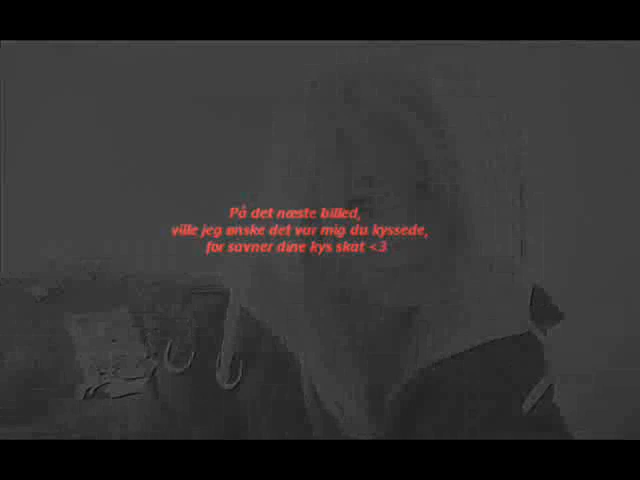 På det næste billed,
ville jeg ønske det var mig du kyssede,
for savner dine kys skat <3